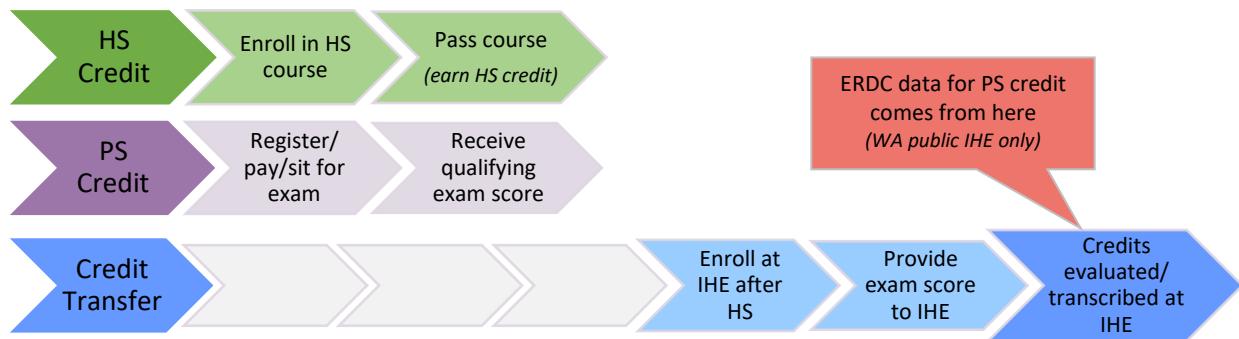 HS
Credit
Enroll in HS
course
Pass course
(earn HS credit)
ERDC data for PS credit
comes from here
(WA public IHE only)
PS
Credit
Register/
pay/sit for
exam
Receive
qualifying
exam score
Credit
Transfer
Enroll at
IHE after
HS
Provide
exam score
to IHE
Credits
evaluated/
transcribed at
IHE